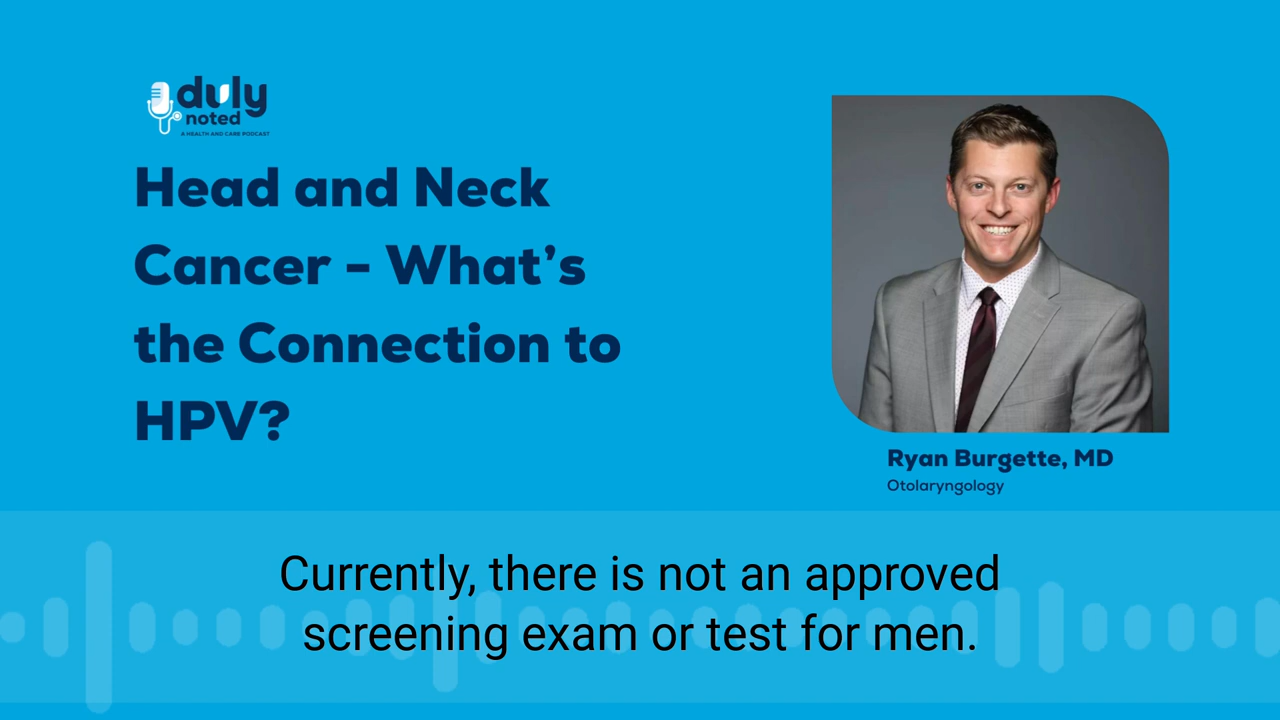 duly
noted
A HEALTH AND CARE PODCAST
Head and Neck
Cancer – What’s
the Connection to
HPV?
Ryan Burgette, MD
Otolaryngology
Currently, there is not an approved
screening exam or test for men.